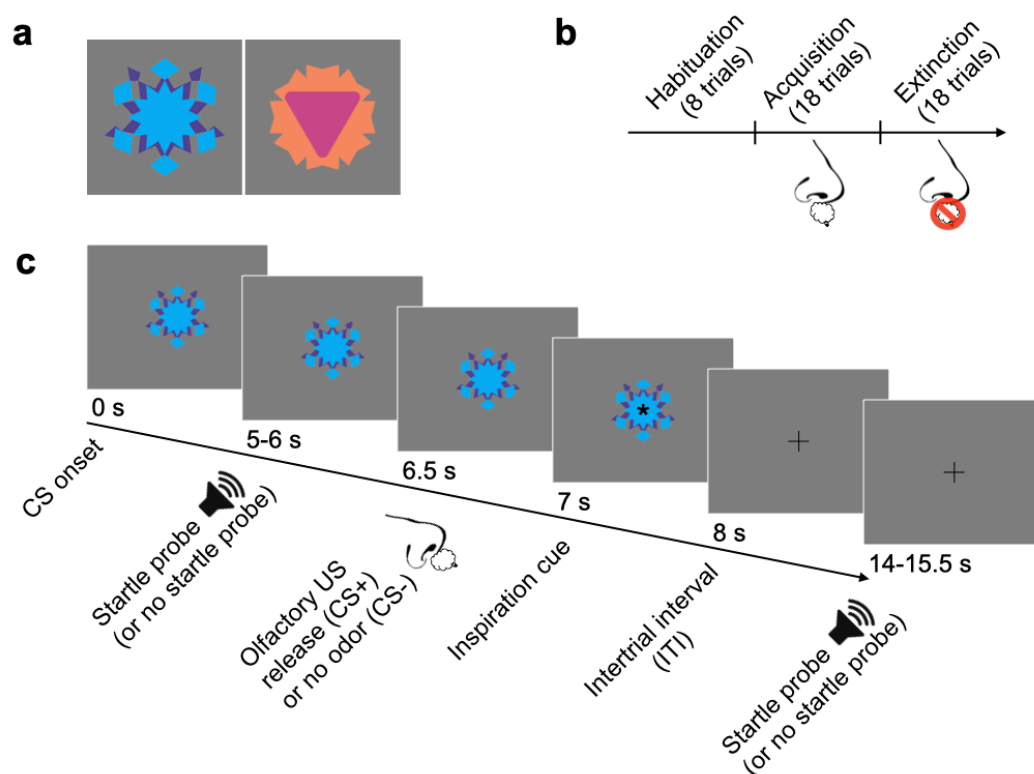 a
b
Habituation
(8 trials)
Acquisition
(18 trials)
Extinction
(18 trials)
c
0 s
5-6 s
6.5 s
7 s
8 s
14-15.5 s
CS onset
Startle probe
(or no startle probe)
Olfactory US
release (CS+)
or no odor (CS-)
Inspiration cue
Intertrial interval
(ITI)
Startle probe
(or no startle probe)